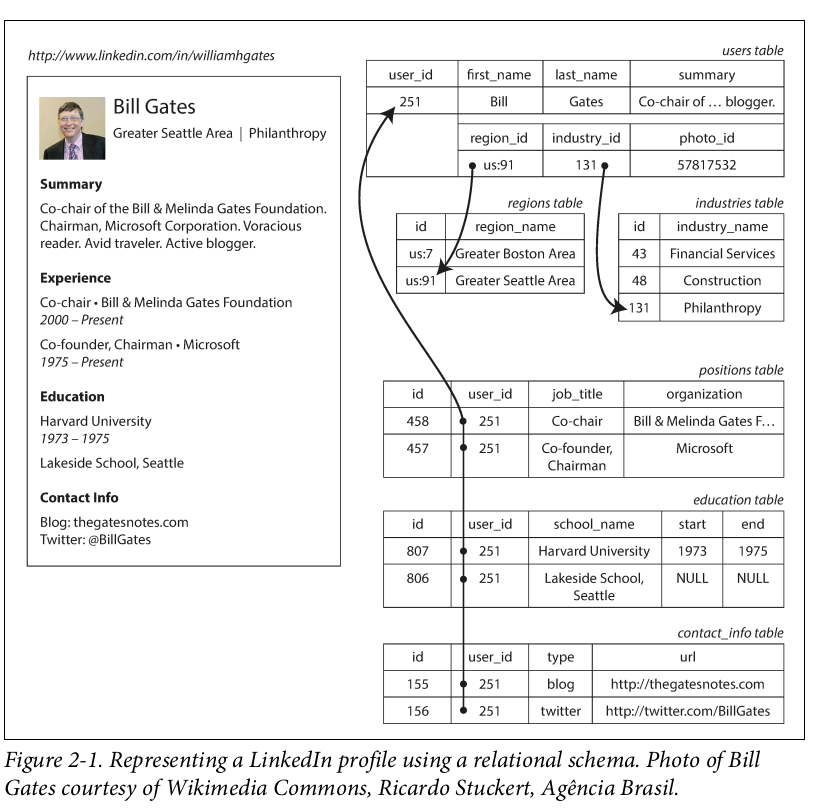 http://www.linkedin.com/in/williamhgates
Bill Gates
Greater Seattle Area | Philanthropy
Summary
Co-chair of the Bill & Melinda Gates Foundation.
Chairman, Microsoft Corporation. Voracious
reader. Avid traveler. Active blogger.
Experience
Co-chair • Bill & Melinda Gates Foundation
2000 – Present
Co-founder, Chairman • Microsoft
1975 – Present
Education
Harvard University
1973 – 1975
Lakeside School, Seattle
Contact Info
Blog: thegatesnotes.com
Twitter: @BillGates
users table
user_id first_name last_name summary
251 Bill Gates Co-chair of … blogger.
region_id industry_id photo_id
us:91 131 57817532
regions table
id region_name
us:7 Greater Boston Area
us:91 Greater Seattle Area
industries table
id industry_name
43 Financial Services
48 Construction
131 Philanthropy
positions table
id user_id job_title organization
458 251 Co-chair Bill & Melinda Gates F…
457 251 Co-founder, Microsoft
Chairman
education table
id user_id school_name start end
807 251 Harvard University 1973 1975
806 251 Lakeside School, NULL NULL
Seattle
contact_info table
id user_id type url
155 251 blog http://thegatesnotes.com
156 251 twitter http://twitter.com/BillGates
Figure 2-1. Representing a LinkedIn profile using a relational schema. Photo of Bill
Gates courtesy of Wikimedia Commons, Ricardo Stuckert, Agência Brasil.